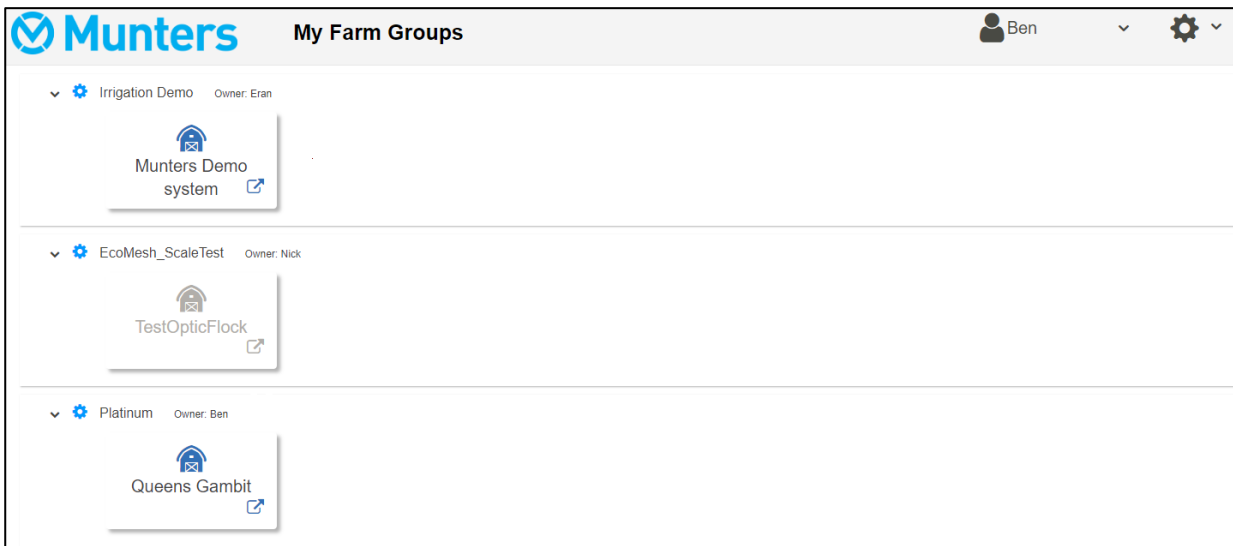 Munters My Farm Groups Ben
Irrigation Demo Owner: Eran
Munters Demo
system
EcoMesh_ScaleTest Owner: Nick
TestOpticFlock
Platinum Owner: Ben
Queens Gambit